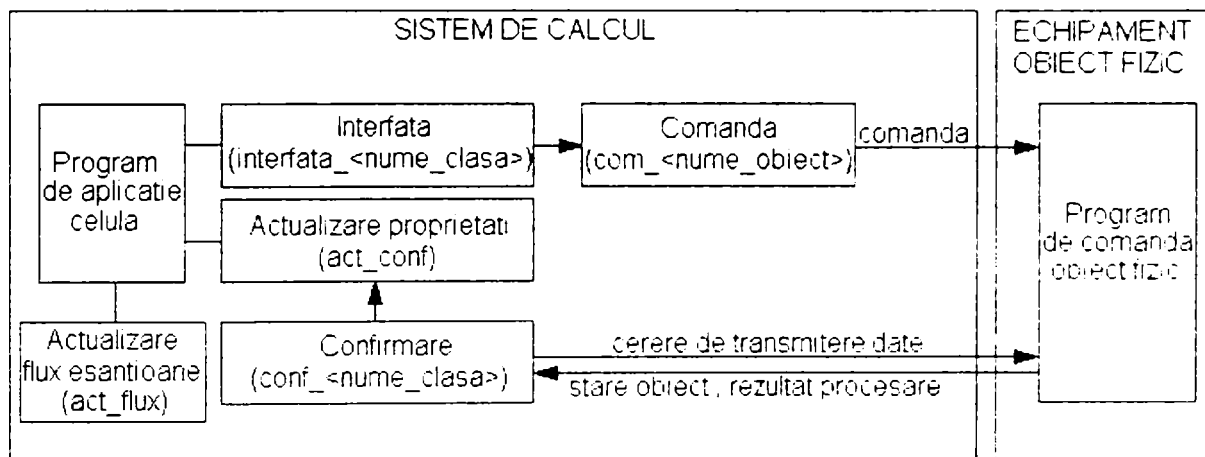 SISTEM DE CALCUL
ECHIPAMENT
OBIECT FIZIC
Program
de aplicatie
celula
Interfata
(interfata_<nume_clasa>)
Comanda
(com_<nume_obiect>)
comanda
Actualizare proprietati
(act_conf)
Program
de comanda
obiect fizic
Actualizare
flux esantioane
(act_flux)
Confirmare
(conf_<nume_clasa>)
cerere de transmitere date
stare obiect , rezultat procesare